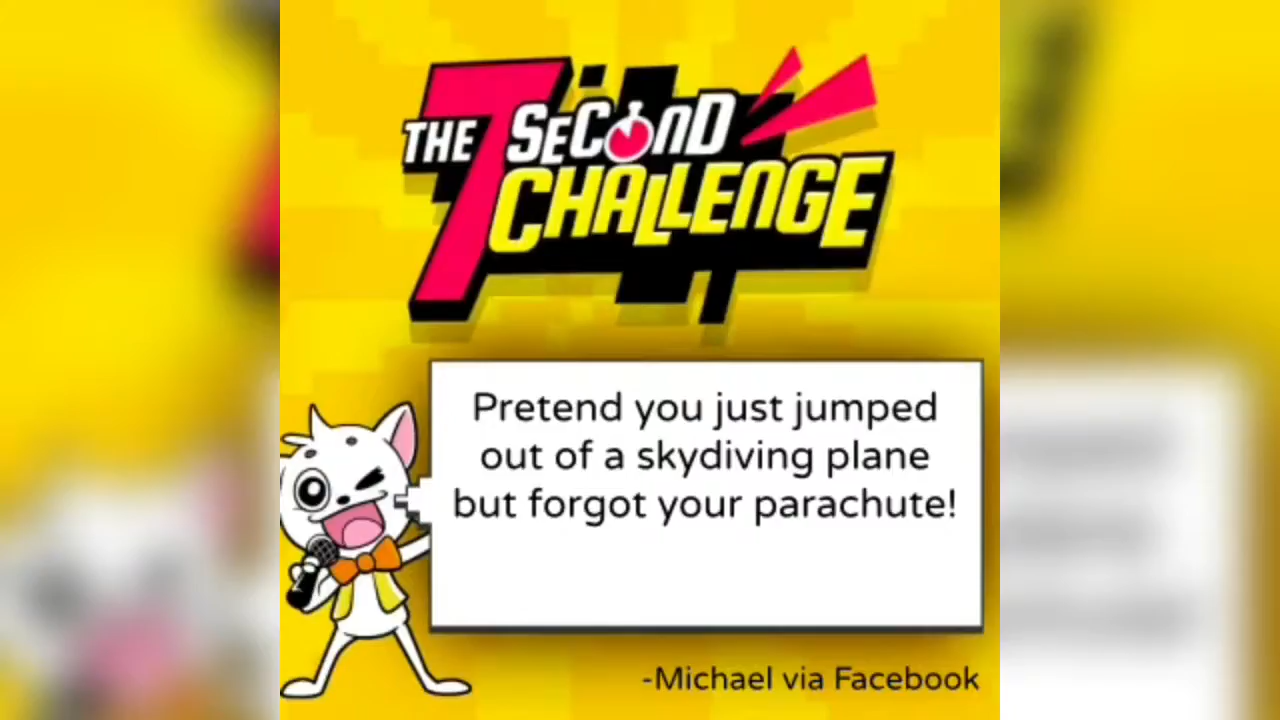 THE 7 SECOND
CHALLENGE
Pretend you just jumped
out of a skydiving plane
but forgot your parachute!
-Michael via Facebook